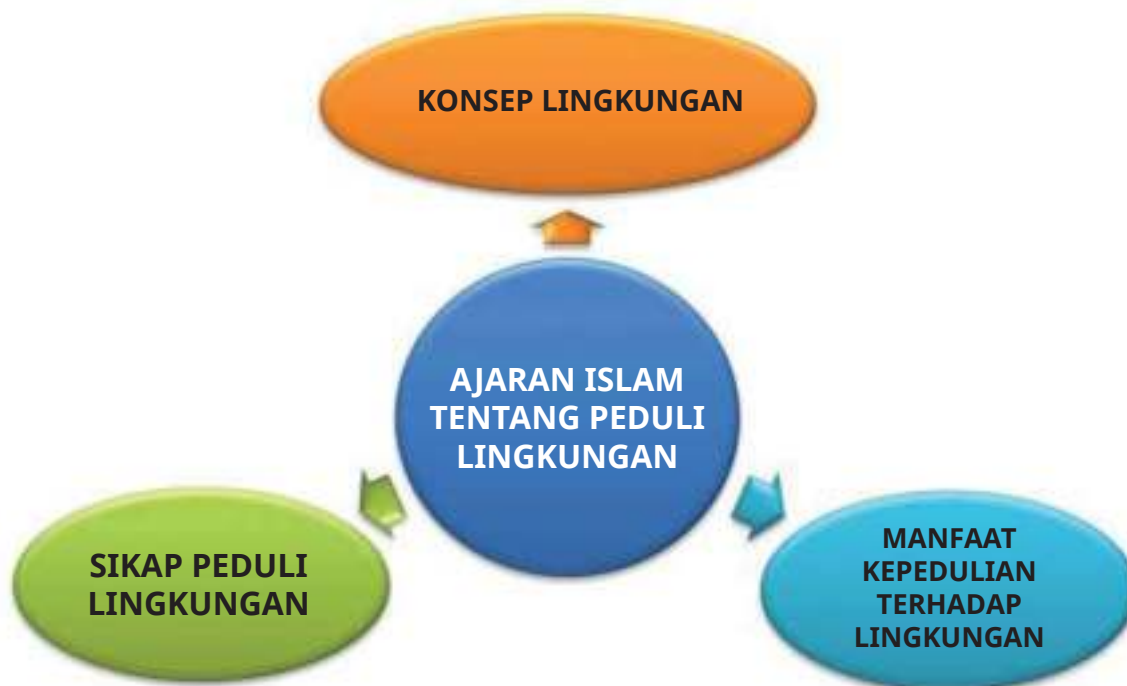 KONSEP LINGKUNGAN
AJARAN ISLAM
TENTANG PEDULI
LINGKUNGAN
SIKAP PEDULI
LINGKUNGAN
MANFAAT
KEPEDULIAN
TERHADAP
LINGKUNGAN